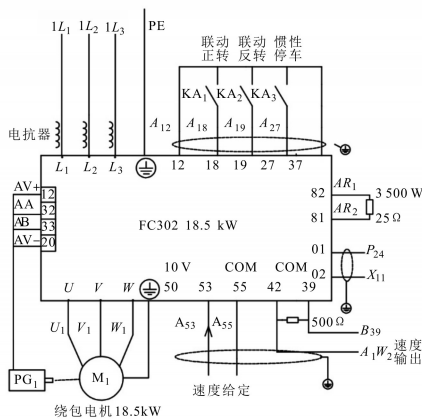 1L₁ 1L₂ 1L₃
PE
联动 联动 惯性
正转 反转 停车
KA₁ KA₂ KA₃
电抗器
A₁₂ A₁₈ A₁₉ A₂₇
L₁ L₂ L₃
12 18 19 27 37
AV+ 12
AA 32
AB 33
AV− 20
FC302 18.5 kW
82 AR₁ 3 500 W
81 AR₂ 25Ω
01 P₂₄
02 X₁₁
U V W
10 V COM COM
50 53 55 42 39
U₁ V₁ W₁
A₅₃ A₅₅
500Ω
B₃₉
A₁W₂ 速度
输出
PG₁
M₁
速度给定
绕包电机18.5kW